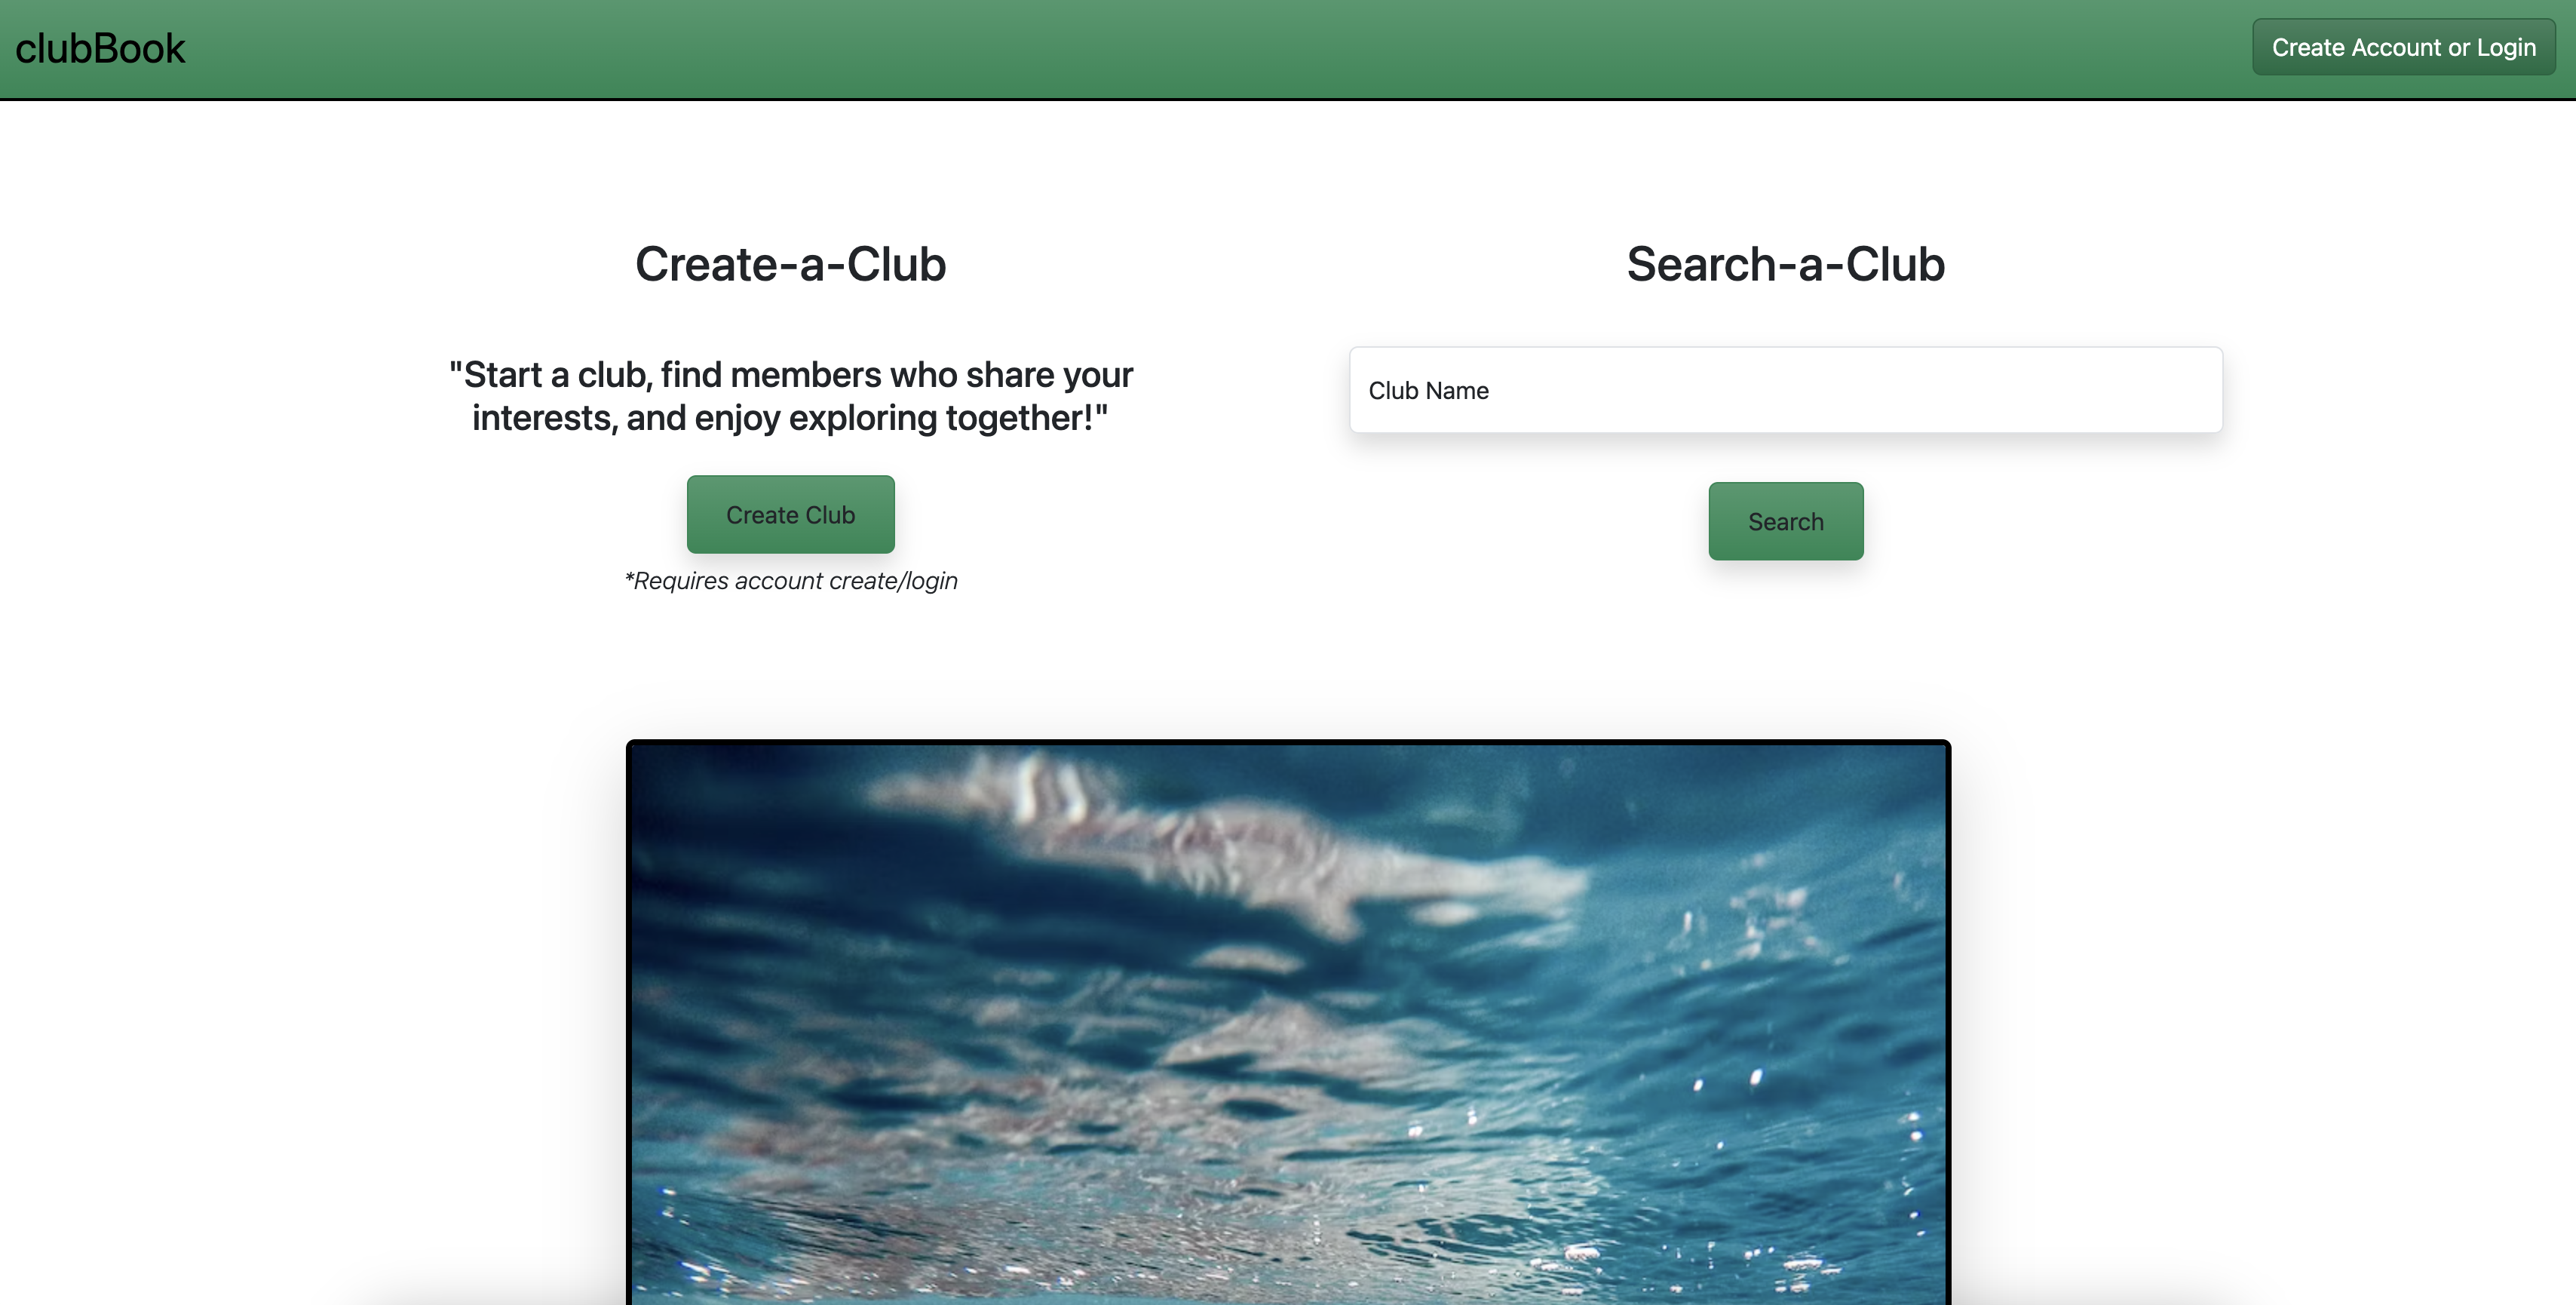 clubBook
Create Account or Login
Create-a-Club
"Start a club, find members who share your
interests, and enjoy exploring together!"
Create Club
*Requires account create/login
Search-a-Club
Club Name
Search